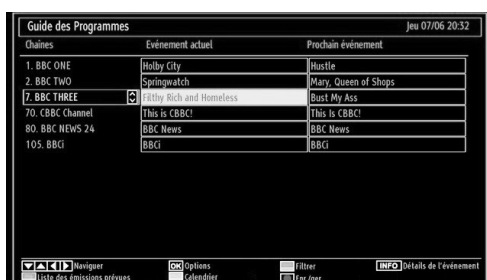 Guide des Programmes Jeu 07/06 20:32
Chaines Evénement actuel Prochain événement
1. BBC ONE Holby City Hustle
2. BBC TWO Springwatch Mary, Queen of Shops
7. BBC THREE Filthy Rich and Homeless Bust My Ass
70. CBBC Channel This is CBBC! This Is CBBC!
80. BBC NEWS 24 BBC News BBC News
105. BBCi BBCi BBCi
Naviguer OK Options Filtrer INFO Détails de l'événement
Liste des émissions prévues Calendrier Enr./